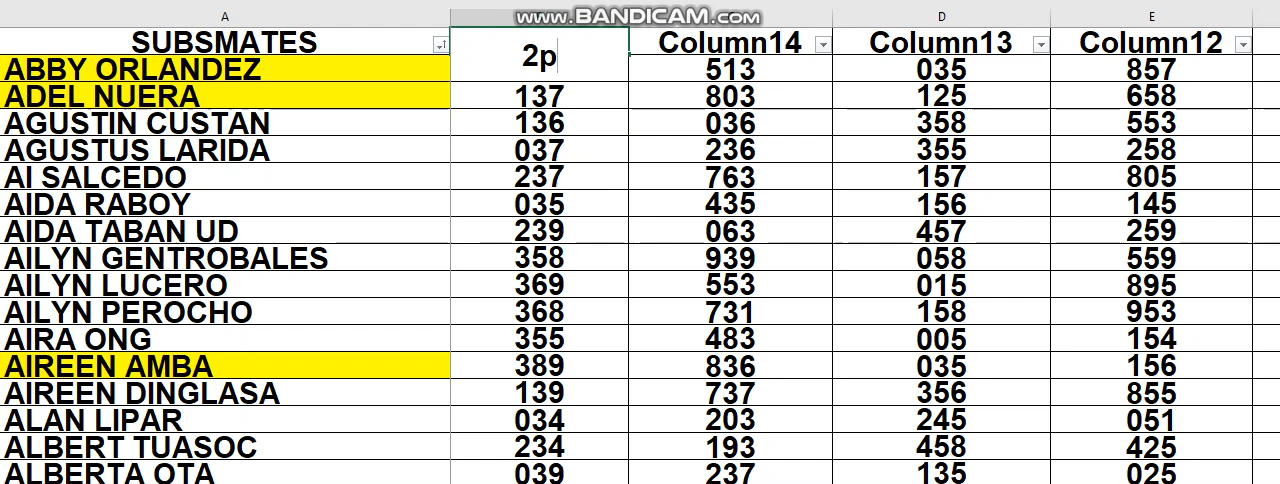 www.BANDICAM.com
A D E
SUBSMATES 2p Column14 Column13 Column12
ABBY ORLANDEZ 513 035 857
ADEL NUERA 137 803 125 658
AGUSTIN CUSTAN 136 036 358 553
AGUSTUS LARIDA 037 236 355 258
AI SALCEDO 237 763 157 805
AIDA RABOY 035 435 156 145
AIDA TABAN UD 239 063 457 259
AILYN GENTROBALES 358 939 058 559
AILYN LUCERO 369 553 015 895
AILYN PEROCHO 368 731 158 953
AIRA ONG 355 483 005 154
AIREEN AMBA 389 836 035 156
AIREEN DINGLASA 139 737 356 855
ALAN LIPAR 034 203 245 051
ALBERT TUASOC 234 193 458 425
ALBERTA OTA 039 237 135 025